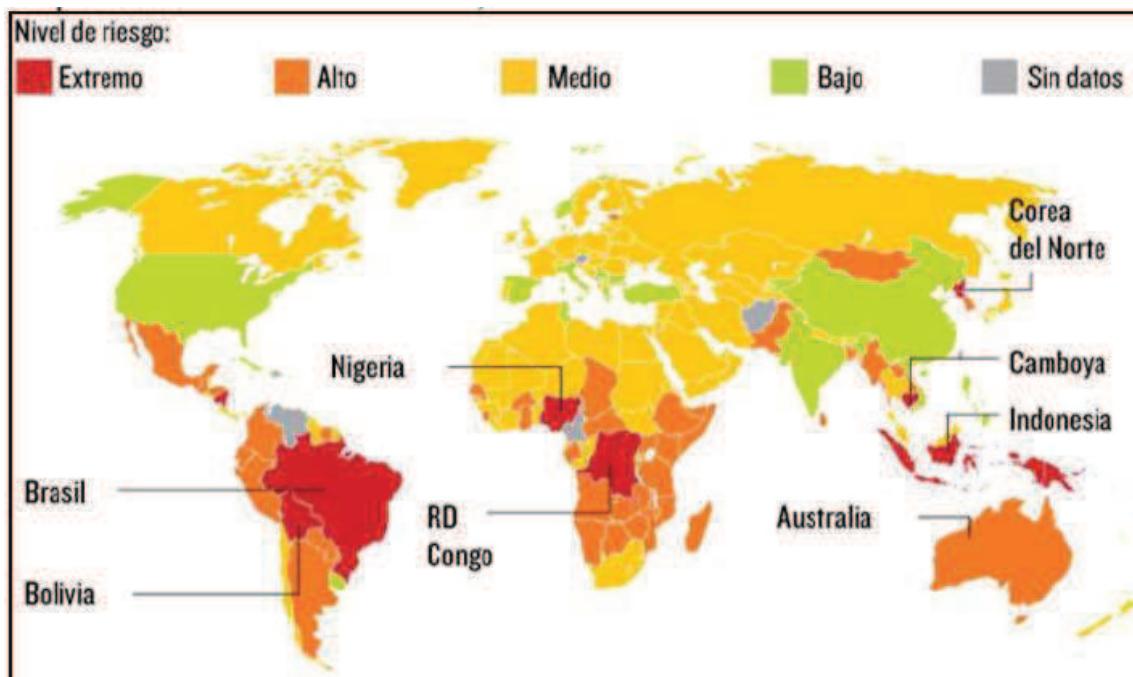 Nivel de riesgo:
Extremo
Alto
Medio
Bajo
Sin datos
Corea
del Norte
Nigeria
Camboya
Indonesia
Brasil
RD
Congo
Australia
Bolivia